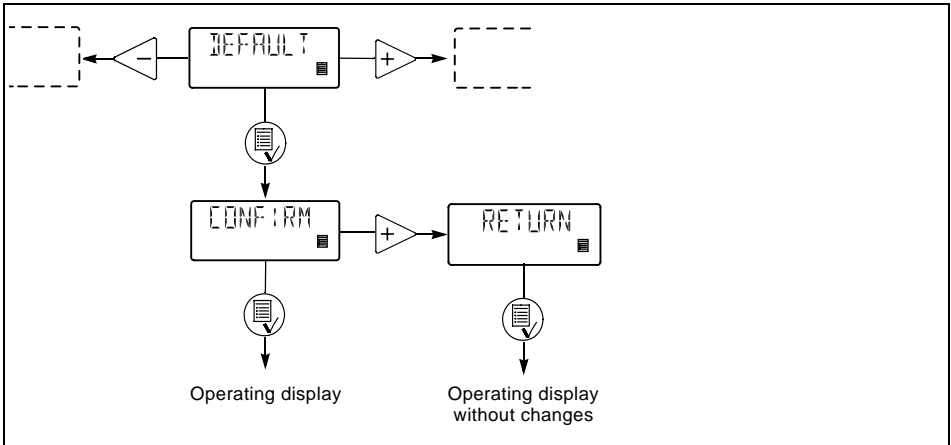 - DEFAULT +
CONFIRM + RETURN
Operating display
Operating display
without changes